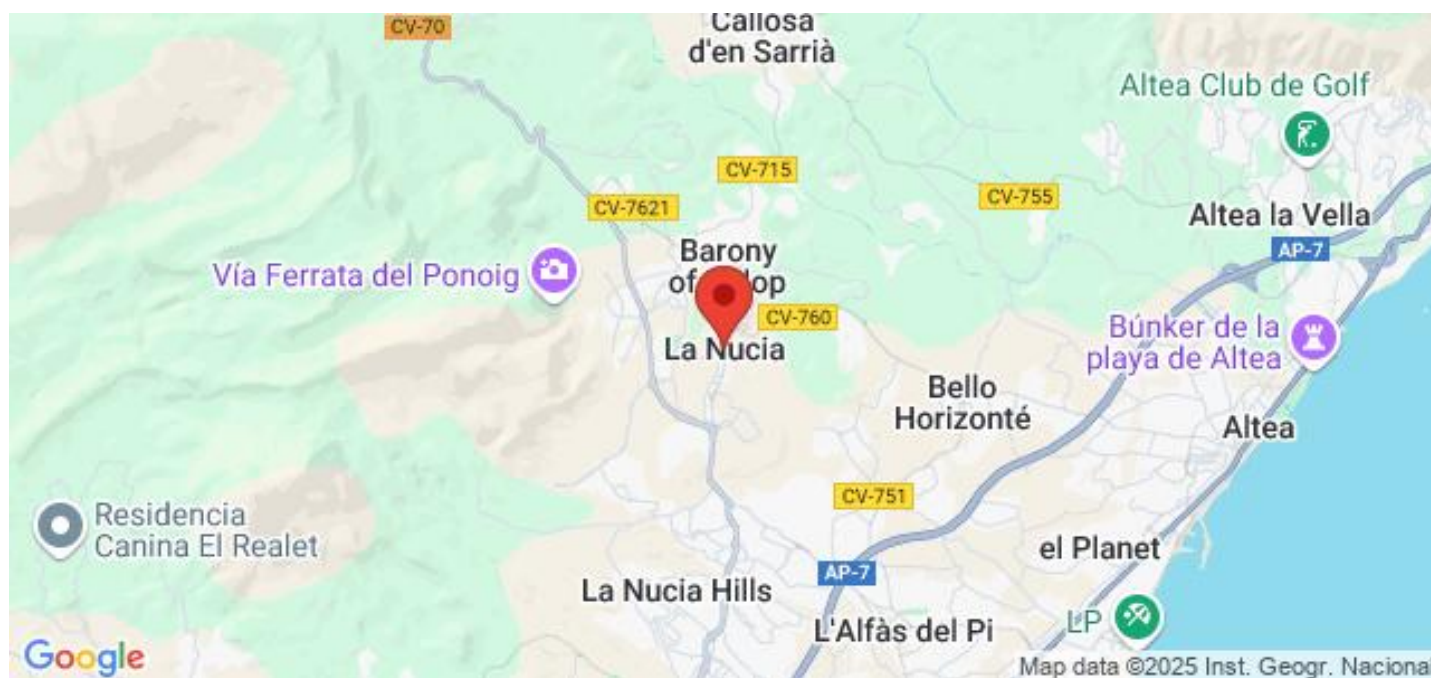 CV-70
Callosa
d'en Sarrià
Altea Club de Golf
CV-715
CV-755
CV-7621
Altea la Vella
AP-7
Barony
Vía Ferrata del Ponoig
CV-760
La Nucia
Búnker de la
playa de Altea
Bello
Horizonté
Altea
CV-751
Residencia
Canina El Realet
el Planet
AP-7
La Nucia Hills
L'Alfàs del Pi
LP
Google
Map data ©2025 Inst. Geogr. Nacional